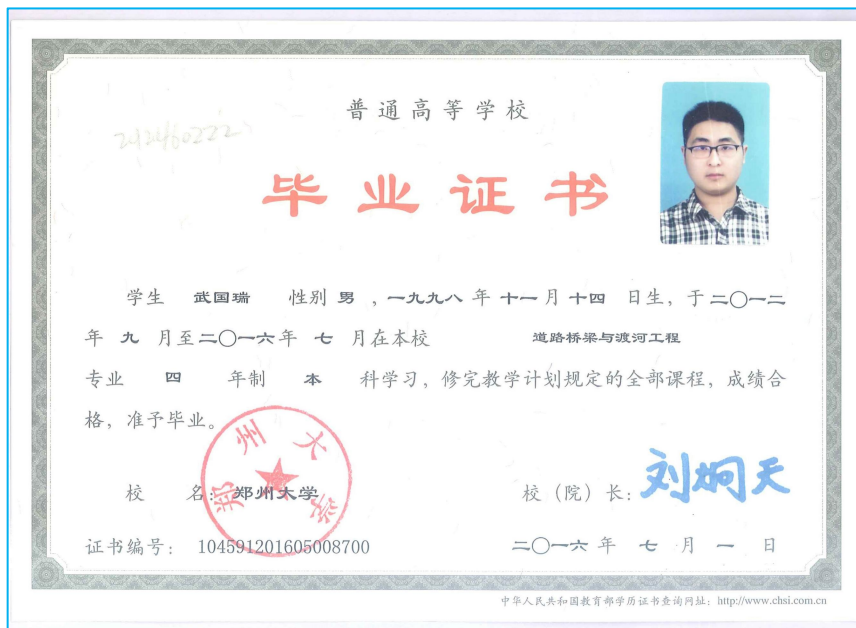 普通高等学校
毕业证书
学生 武国瑞 性别 男 ，一九九八 年 十一 月 十四 日生，于 二〇一二
年 九 月至 二〇一六 年 七 月在本校 道路桥梁与渡河工程
专业 四 年制 本 科学习，修完教学计划规定的全部课程，成绩合
格，准予毕业。
郑州大学
校 名：郑州大学 校（院）长：刘炯天
证书编号： 104591201605008700 二〇一六 年 七 月 一 日
中华人民共和国教育部学历证书查询网址：http://www.chsi.com.cn